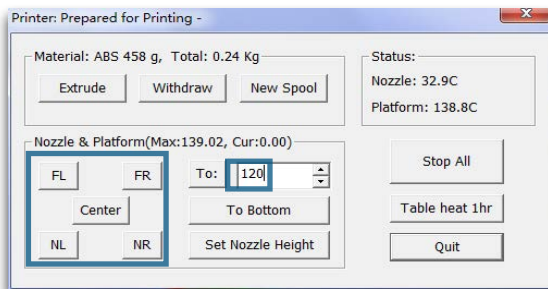 Printer: Prepared for Printing -
Material: ABS 458 g, Total: 0.24 Kg
Extrude Withdraw New Spool
Status:
Nozzle: 32.9C
Platform: 138.8C
Nozzle & Platform(Max:139.02, Cur:0.00)
FL FR To: 120
Center To Bottom
NL NR Set Nozzle Height
Stop All
Table heat 1hr
Quit